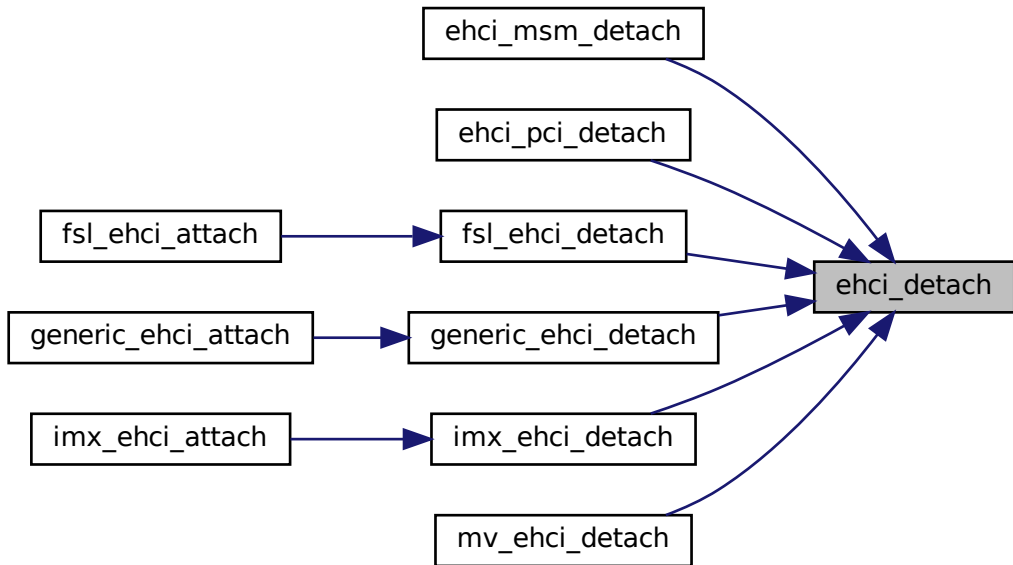 ehci_msm_detach
ehci_pci_detach
fsl_ehci_attach
fsl_ehci_detach
ehci_detach
generic_ehci_attach
generic_ehci_detach
imx_ehci_attach
imx_ehci_detach
mv_ehci_detach